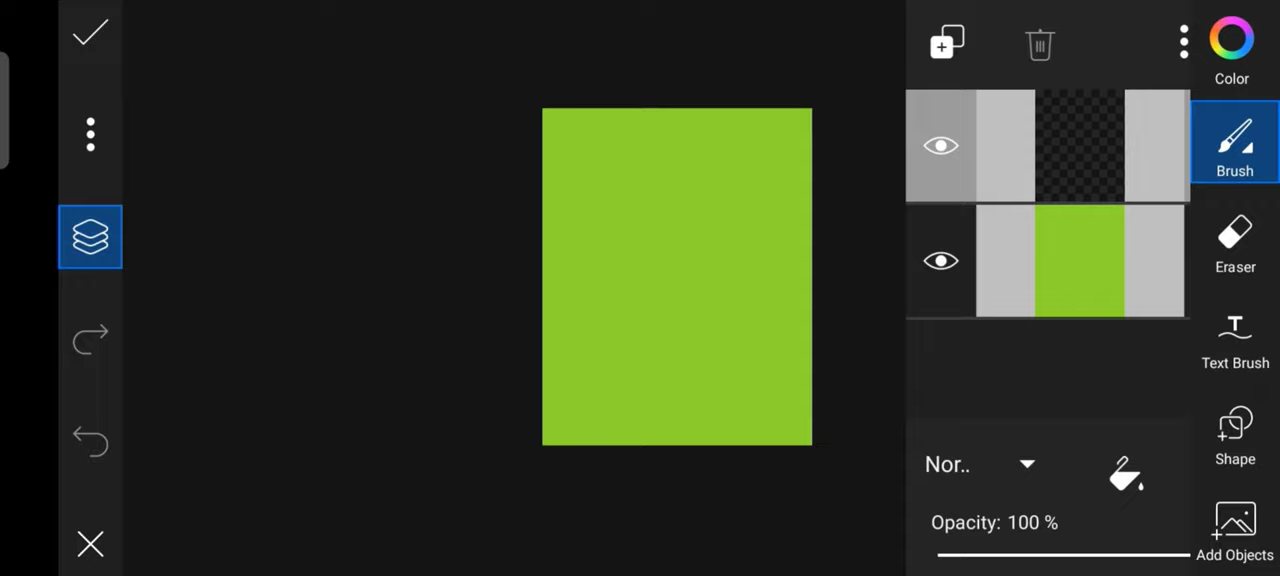 Color
Brush
Eraser
T
Text Brush
Shape
Nor..
Opacity: 100 %
Add Objects